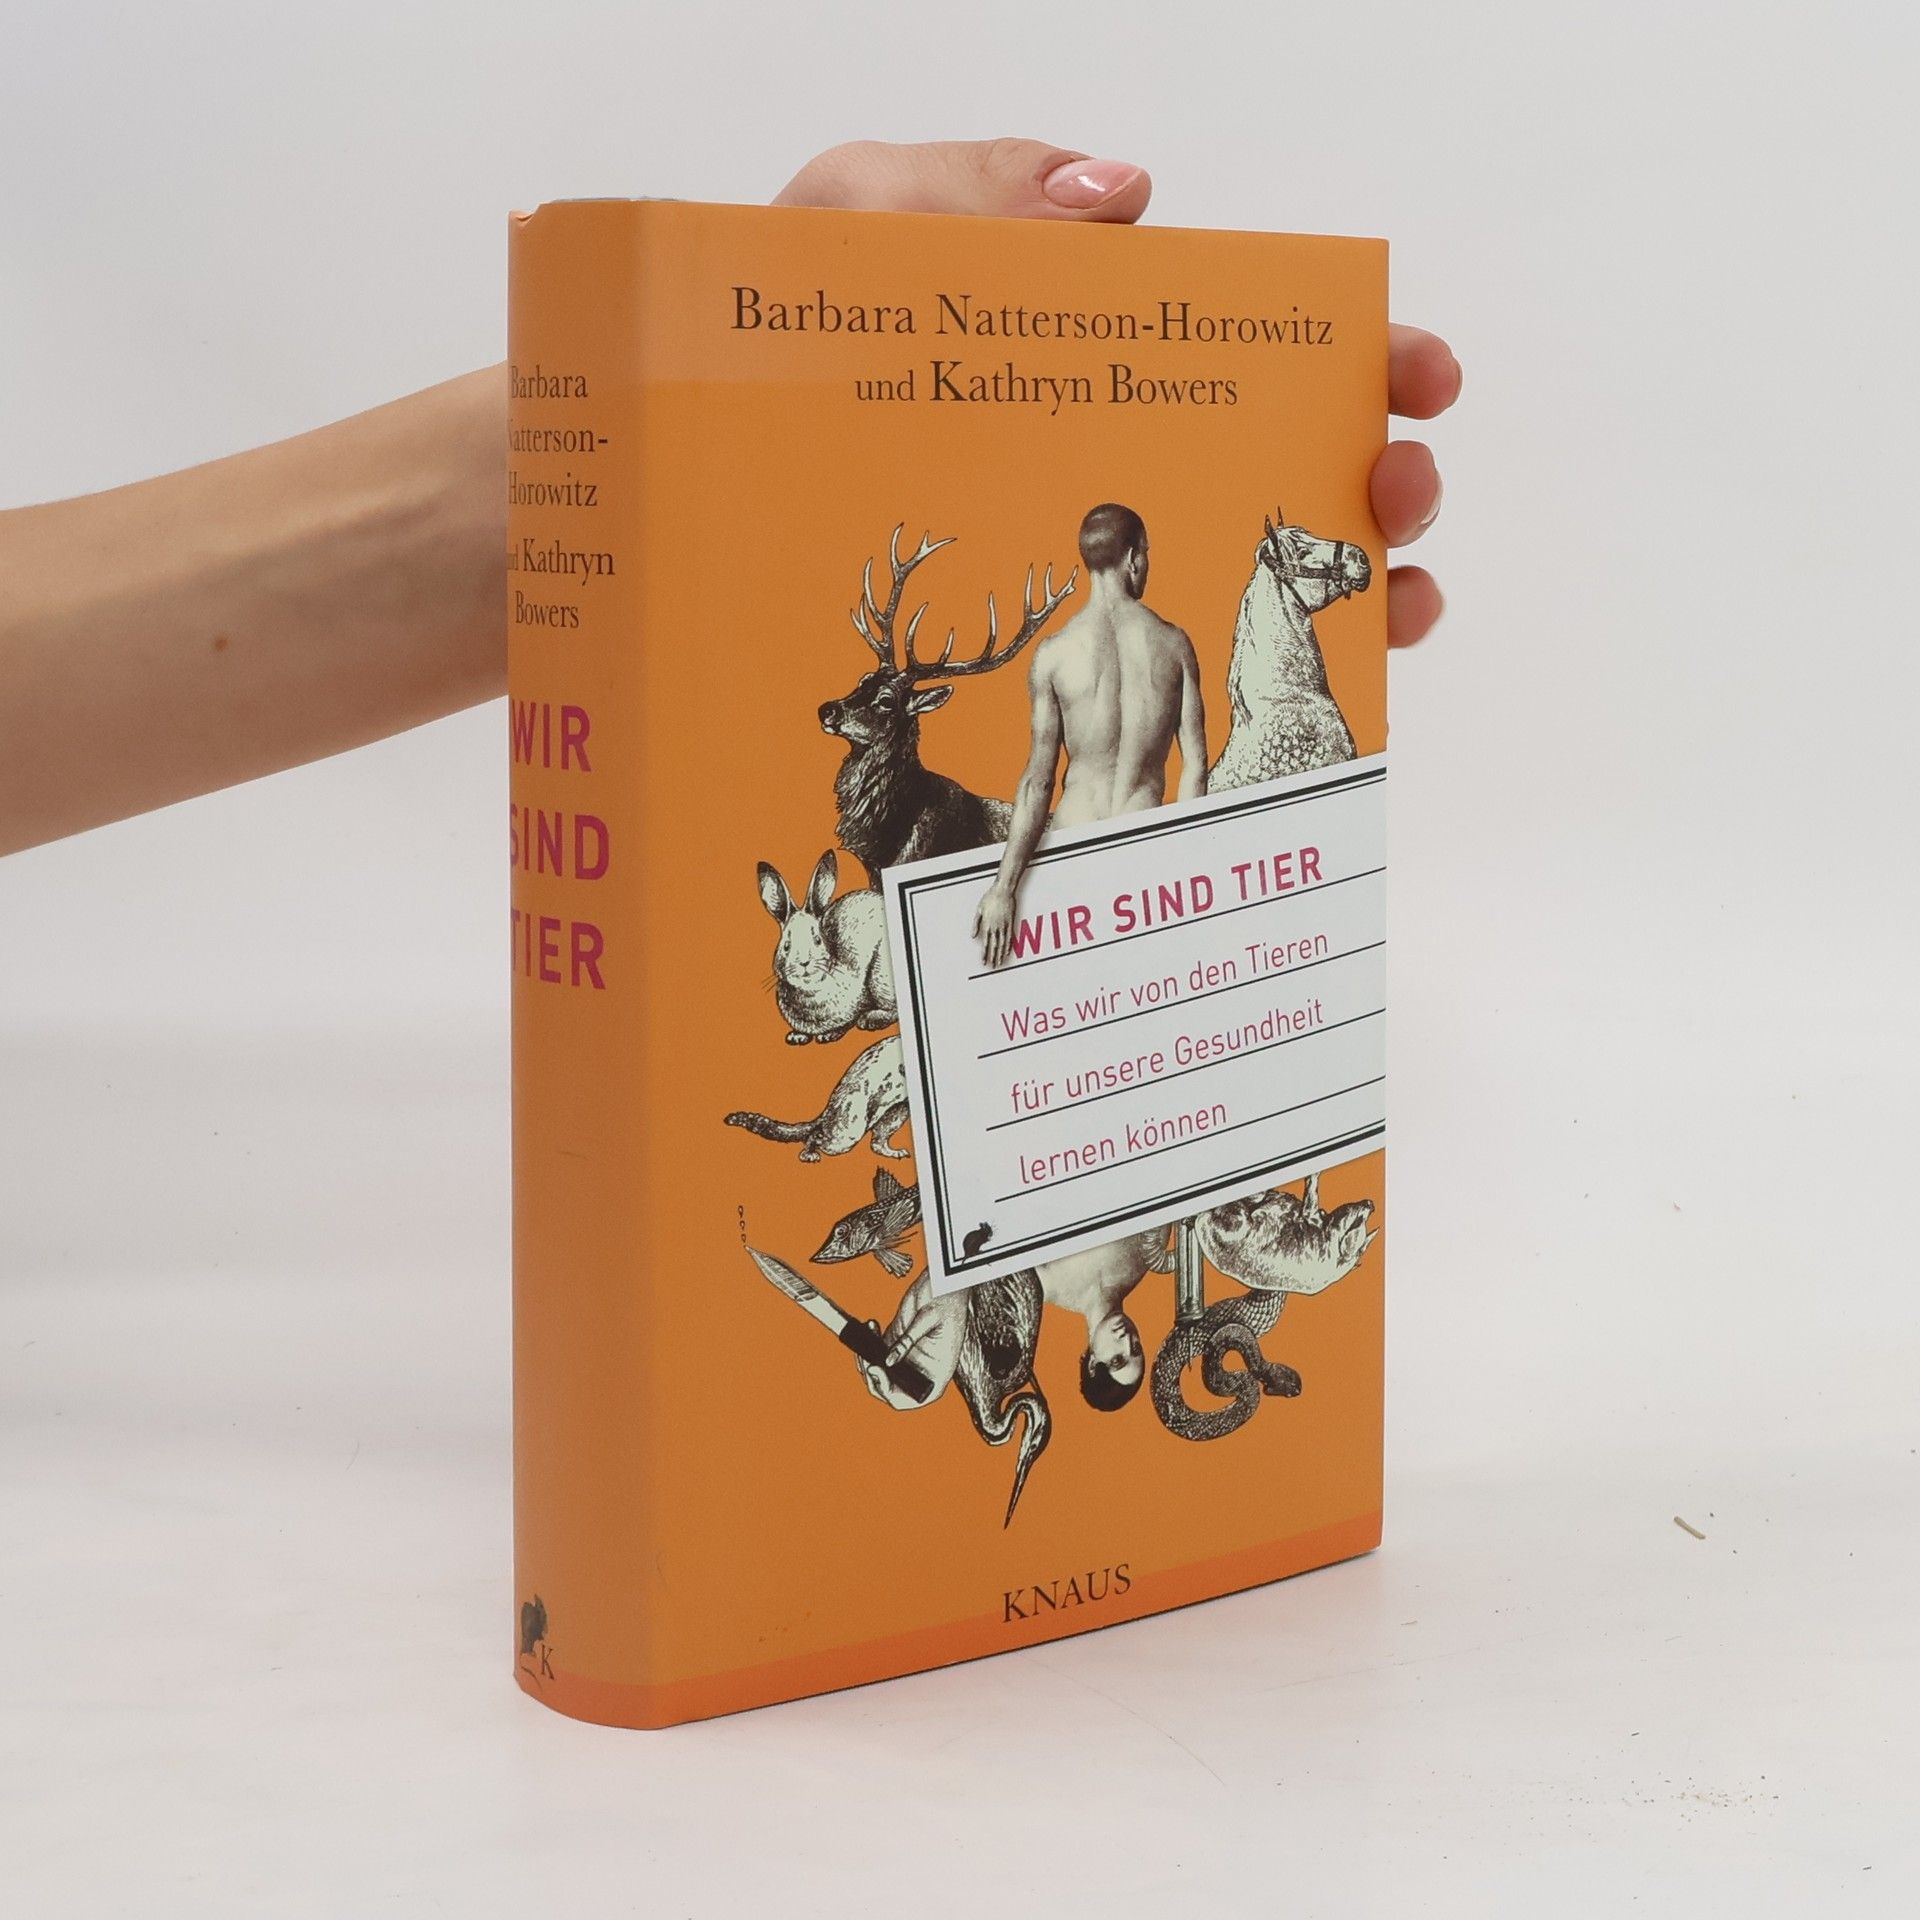 Barbara Natterson-Horowitz
und Kathryn Bowers
WIR SIND TIER
Was wir von den Tieren
für unsere Gesundheit
lernen können
KNAUS
Barbara
Natterson-
Horowitz
und Kathryn
Bowers
WIR
SIND
TIER
K